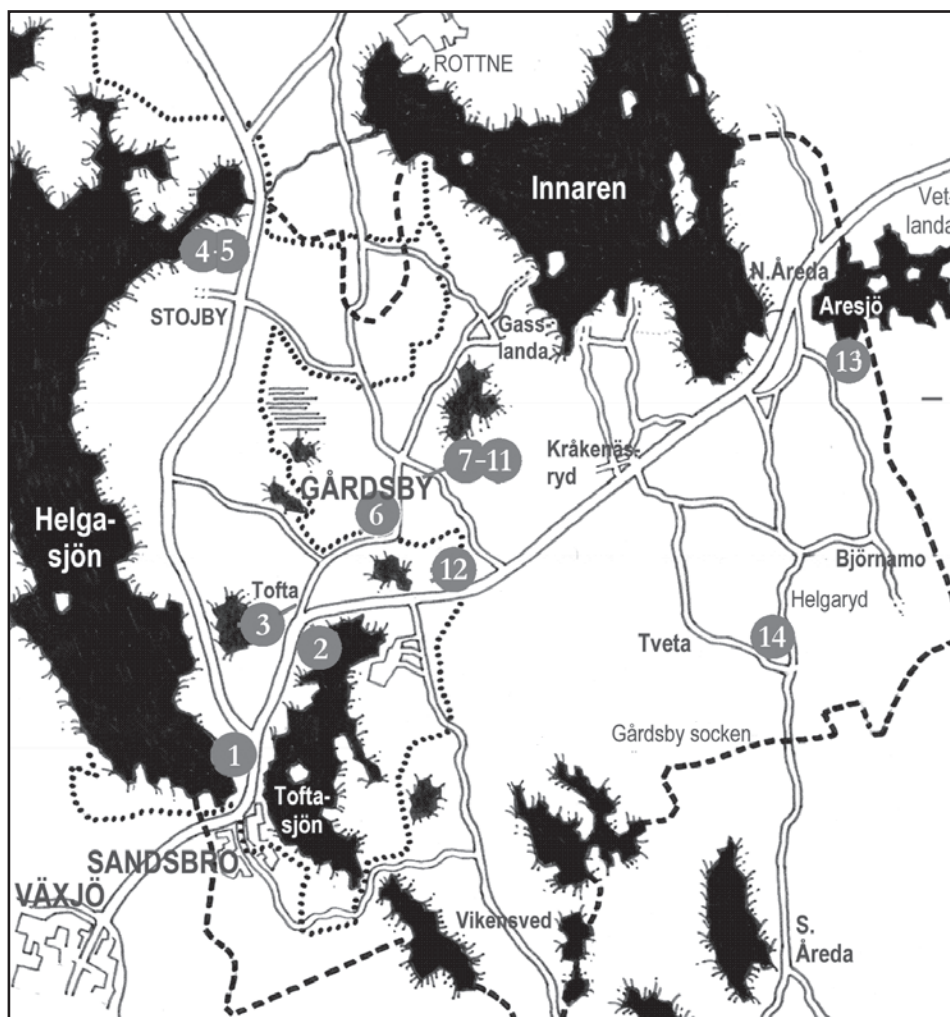 ROTTNE
Innaren
Vet-
landa
N.Åreda
4·5
STOJBY
Aresjö
Gass-
landa
13
7–11
Kråkenäs-
ryd
GÅRDSBY
6
Helga-
sjön
12
Björnamo
Tofta
Helgaryd
3
2
14
Tveta
Gårdsby socken
1
Tofta-
sjön
SANDSBRO
VÄXJÖ
Vikensved
S.
Åreda